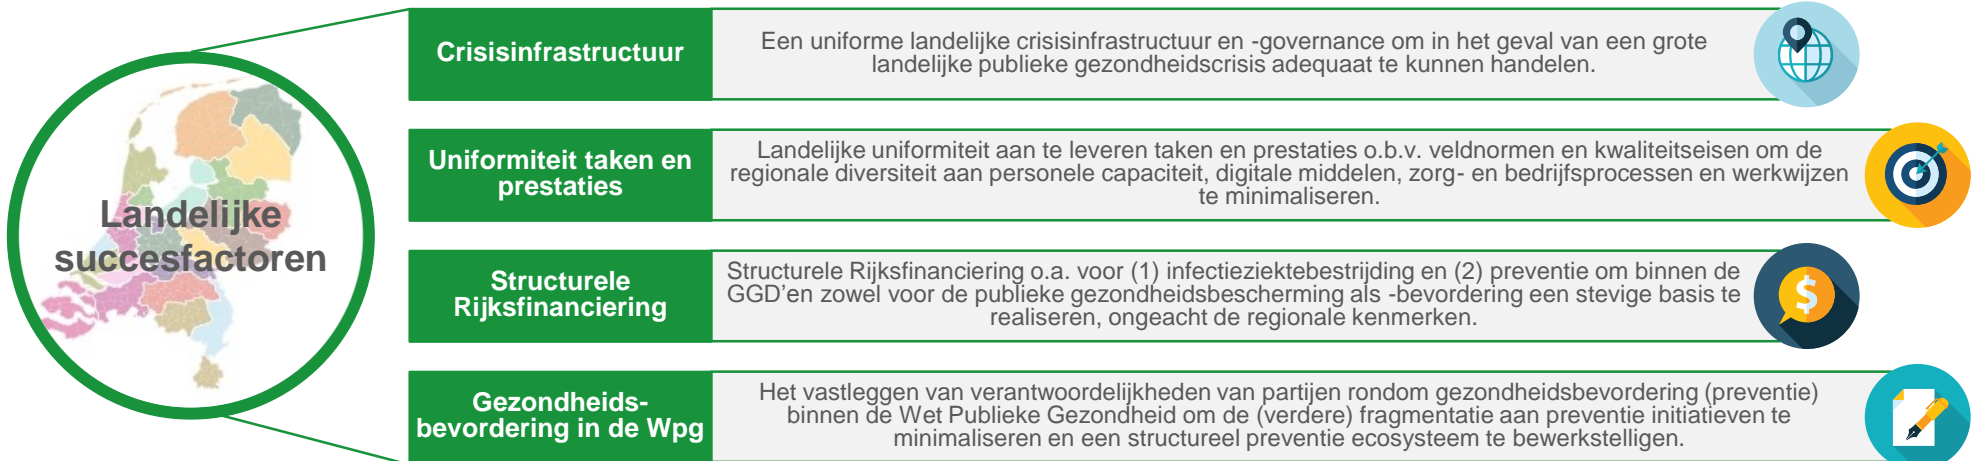 Landelijke
succesfactoren
Crisisinfrastructuur
Een uniforme landelijke crisisinfrastructuur en -governance om in het geval van een grote
landelijke publieke gezondheidscrisis adequaat te kunnen handelen.
Uniformiteit taken en
prestaties
Landelijke uniformiteit aan te leveren taken en prestaties o.b.v. veldnormen en kwaliteitseisen om de
regionale diversiteit aan personele capaciteit, digitale middelen, zorg- en bedrijfsprocessen en werkwijzen
te minimaliseren.
Structurele
Rijksfinanciering
Structurele Rijksfinanciering o.a. voor (1) infectieziektebestrijding en (2) preventie om binnen de
GGD'en zowel voor de publieke gezondheidsbescherming als -bevordering een stevige basis te
realiseren, ongeacht de regionale kenmerken.
Gezondheids-
bevordering in de Wpg
Het vastleggen van verantwoordelijkheden van partijen rondom gezondheidsbevordering (preventie)
binnen de Wet Publieke Gezondheid om de (verdere) fragmentatie aan preventie initiatieven te
minimaliseren en een structureel preventie ecosysteem te bewerkstelligen.
$